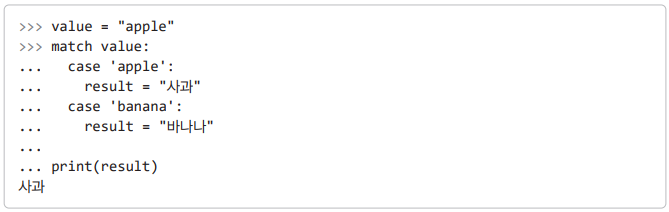 >>> value = "apple"
>>> match value:
...   case 'apple':
...     result = "사과"
...   case 'banana':
...     result = "바나나"
...
... print(result)
사과